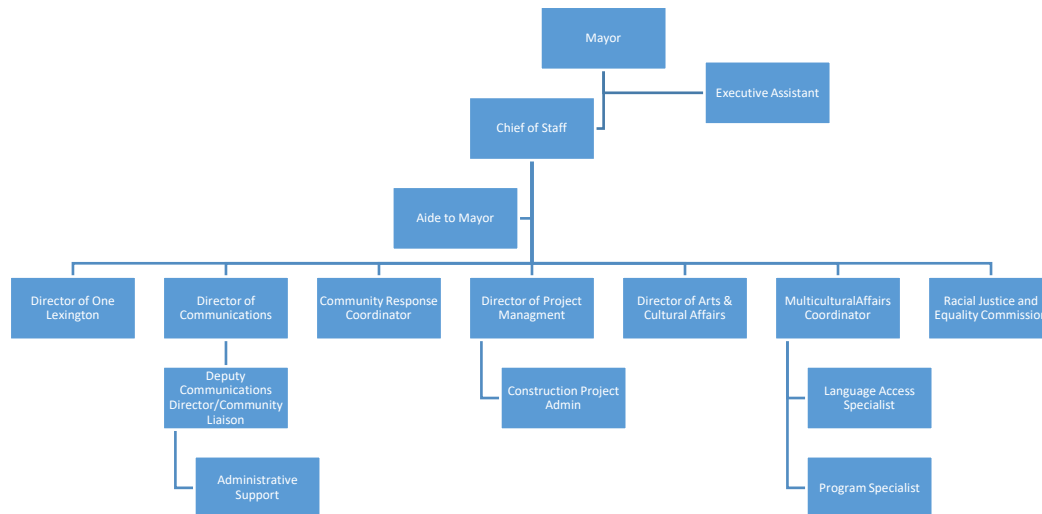 Mayor
Executive Assistant
Chief of Staff
Aide to Mayor
Director of One
Lexington
Director of
Communications
Community Response
Coordinator
Director of Project
Managment
Director of Arts &
Cultural Affairs
MulticulturalAffairs
Coordinator
Racial Justice and
Equality Commission
Deputy
Communications
Director/Community
Liaison
Construction Project
Admin
Language Access
Specialist
Administrative
Support
Program Specialist